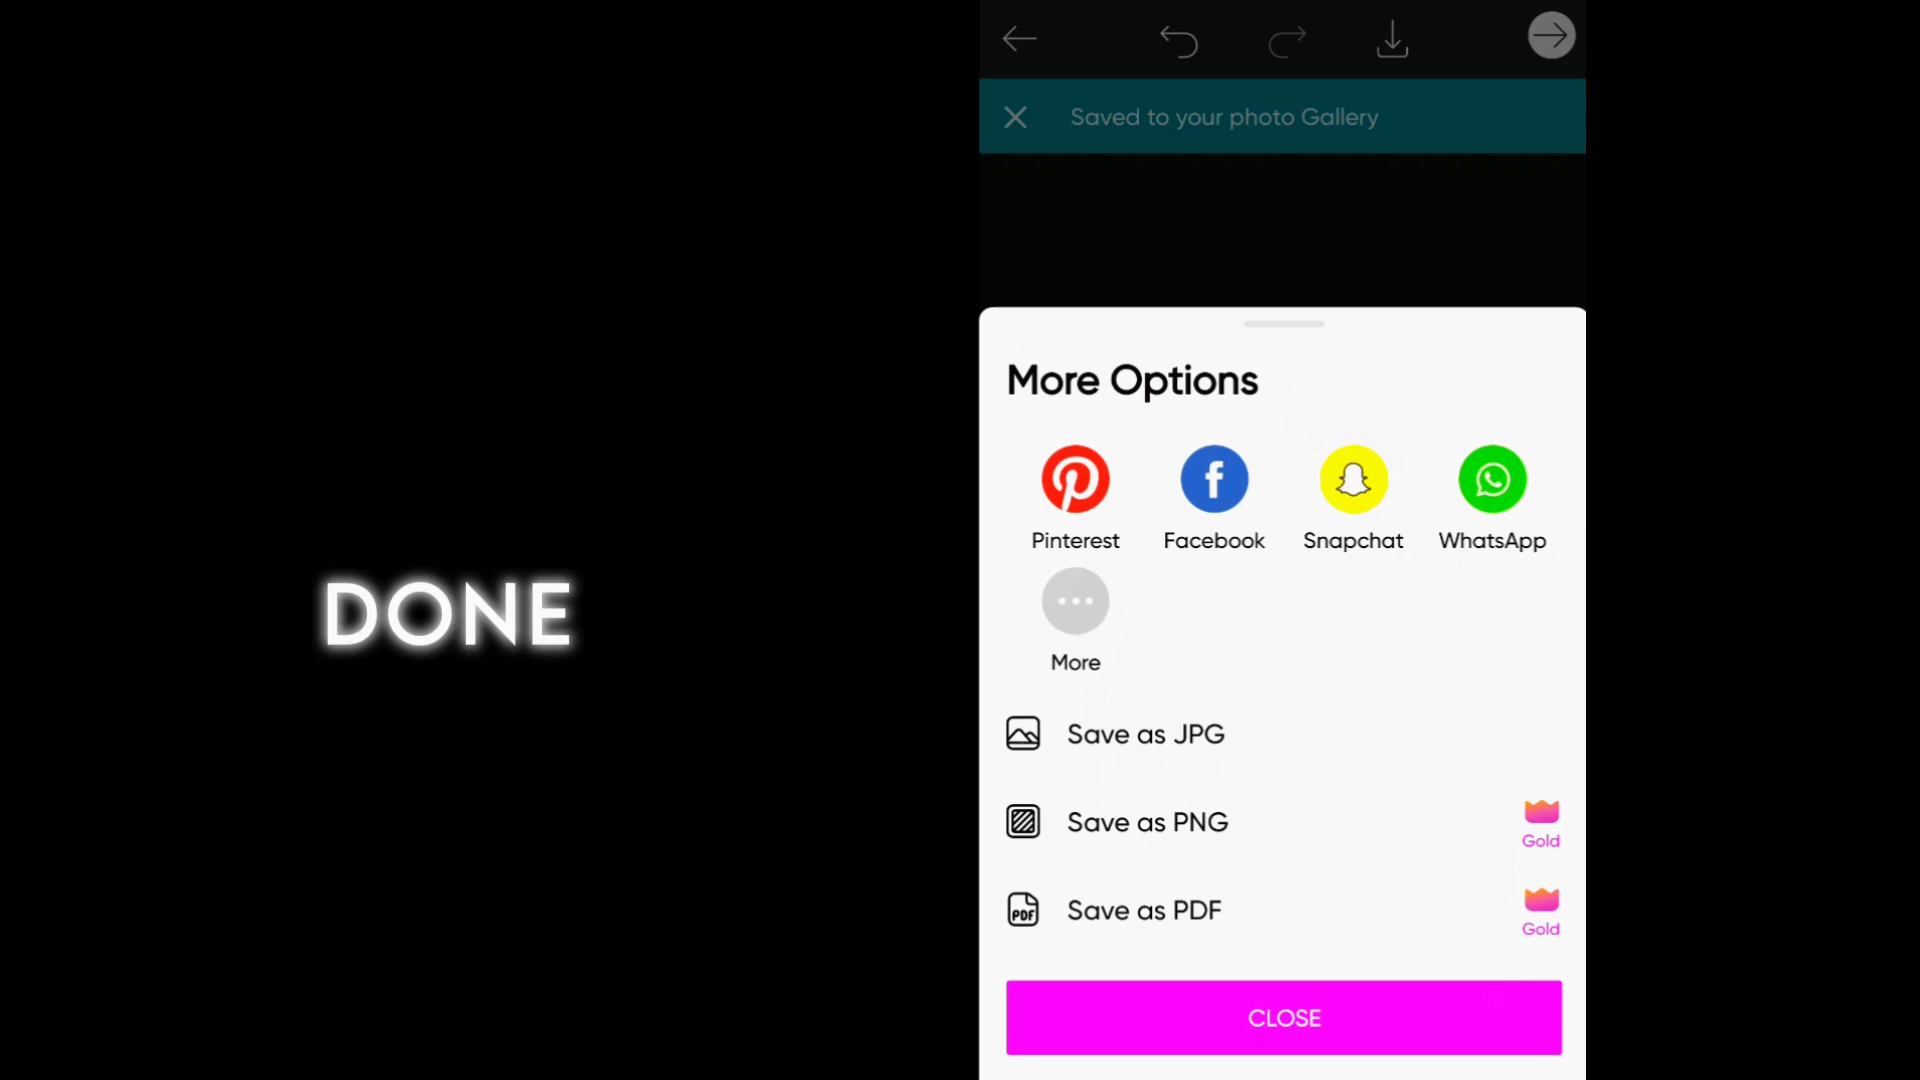 DONE
Saved to your photo Gallery
More Options
Pinterest Facebook Snapchat WhatsApp
More
Save as JPG
Save as PNG
Gold
PDF Save as PDF
Gold
CLOSE